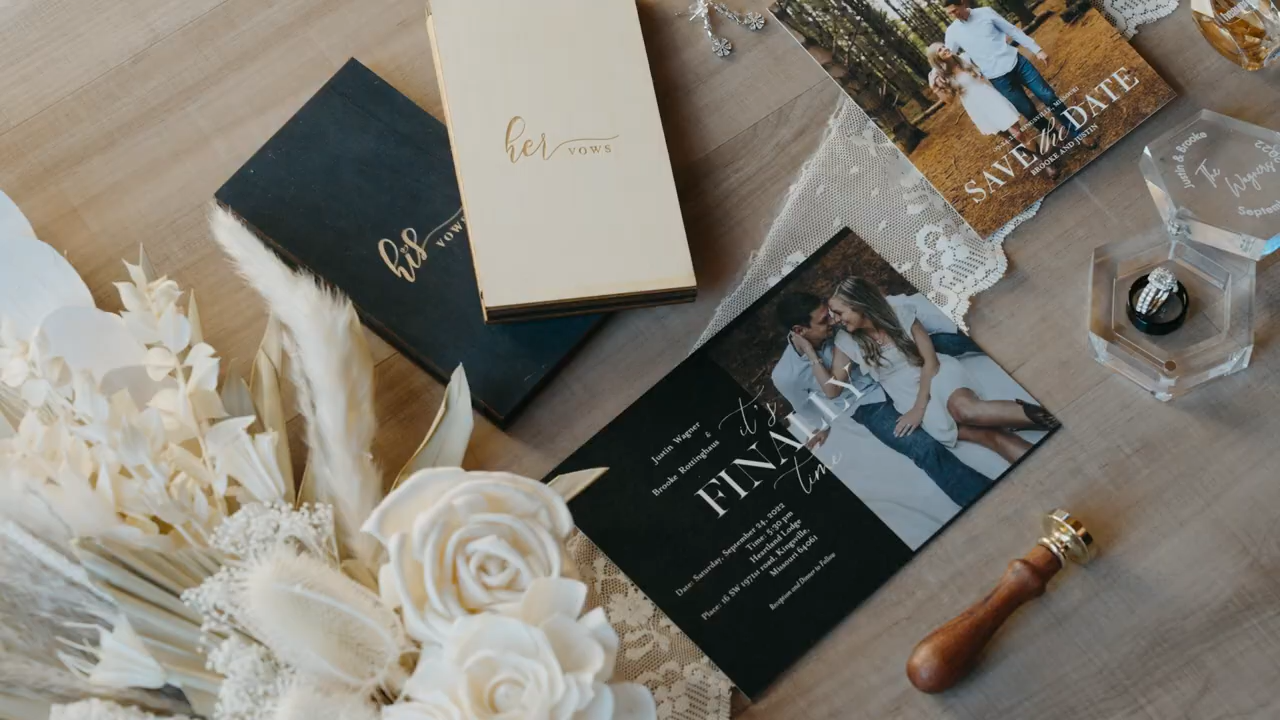 her vows
his vows
SAVE the DATE
BROOKE AND JUSTIN
Justin & Brooke
The
Justin Wagner
&
Brooke Rottinghaus
it's
FINALLY
time
Date: Saturday, September 24, 2022
Time: 5:30 pm
Heartland Lodge
Place: 16 SW 1971st road, Kingsville,
Missouri 64061
Reception and Dinner to Follow